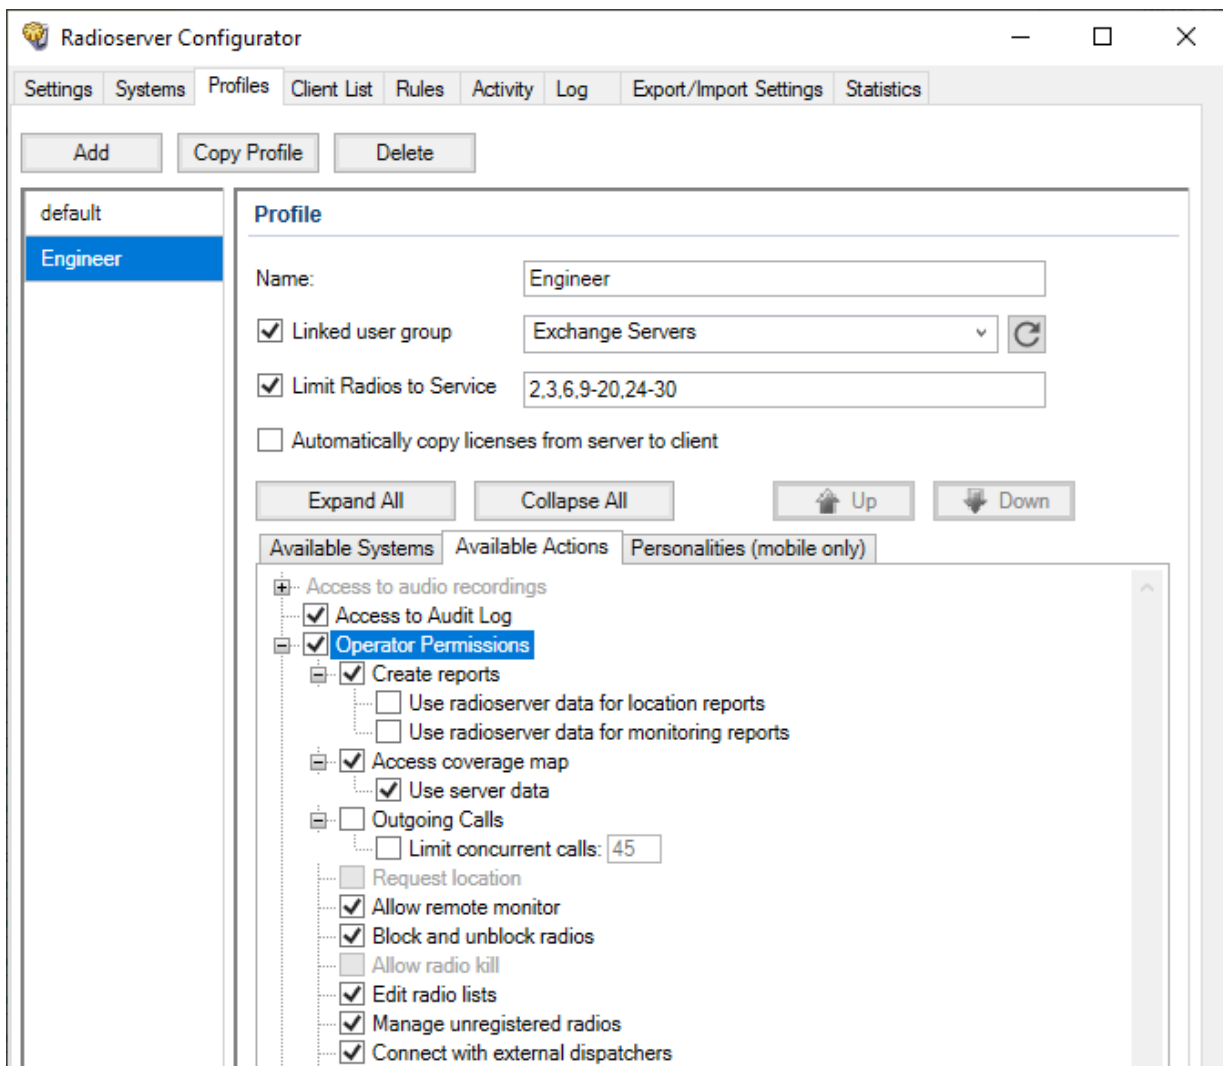 Radioserver Configurator
Settings Systems Profiles Client List Rules Activity Log Export/Import Settings Statistics
Add Copy Profile Delete
default
Engineer
Profile
Name: Engineer
Linked user group Exchange Servers
Limit Radios to Service 2,3,6,9-20,24-30
Automatically copy licenses from server to client
Expand All Collapse All Up Down
Available Systems Available Actions Personalities (mobile only)
Access to audio recordings
Access to Audit Log
Operator Permissions
Create reports
Use radioserver data for location reports
Use radioserver data for monitoring reports
Access coverage map
Use server data
Outgoing Calls
Limit concurrent calls: 45
Request location
Allow remote monitor
Block and unblock radios
Allow radio kill
Edit radio lists
Manage unregistered radios
Connect with external dispatchers